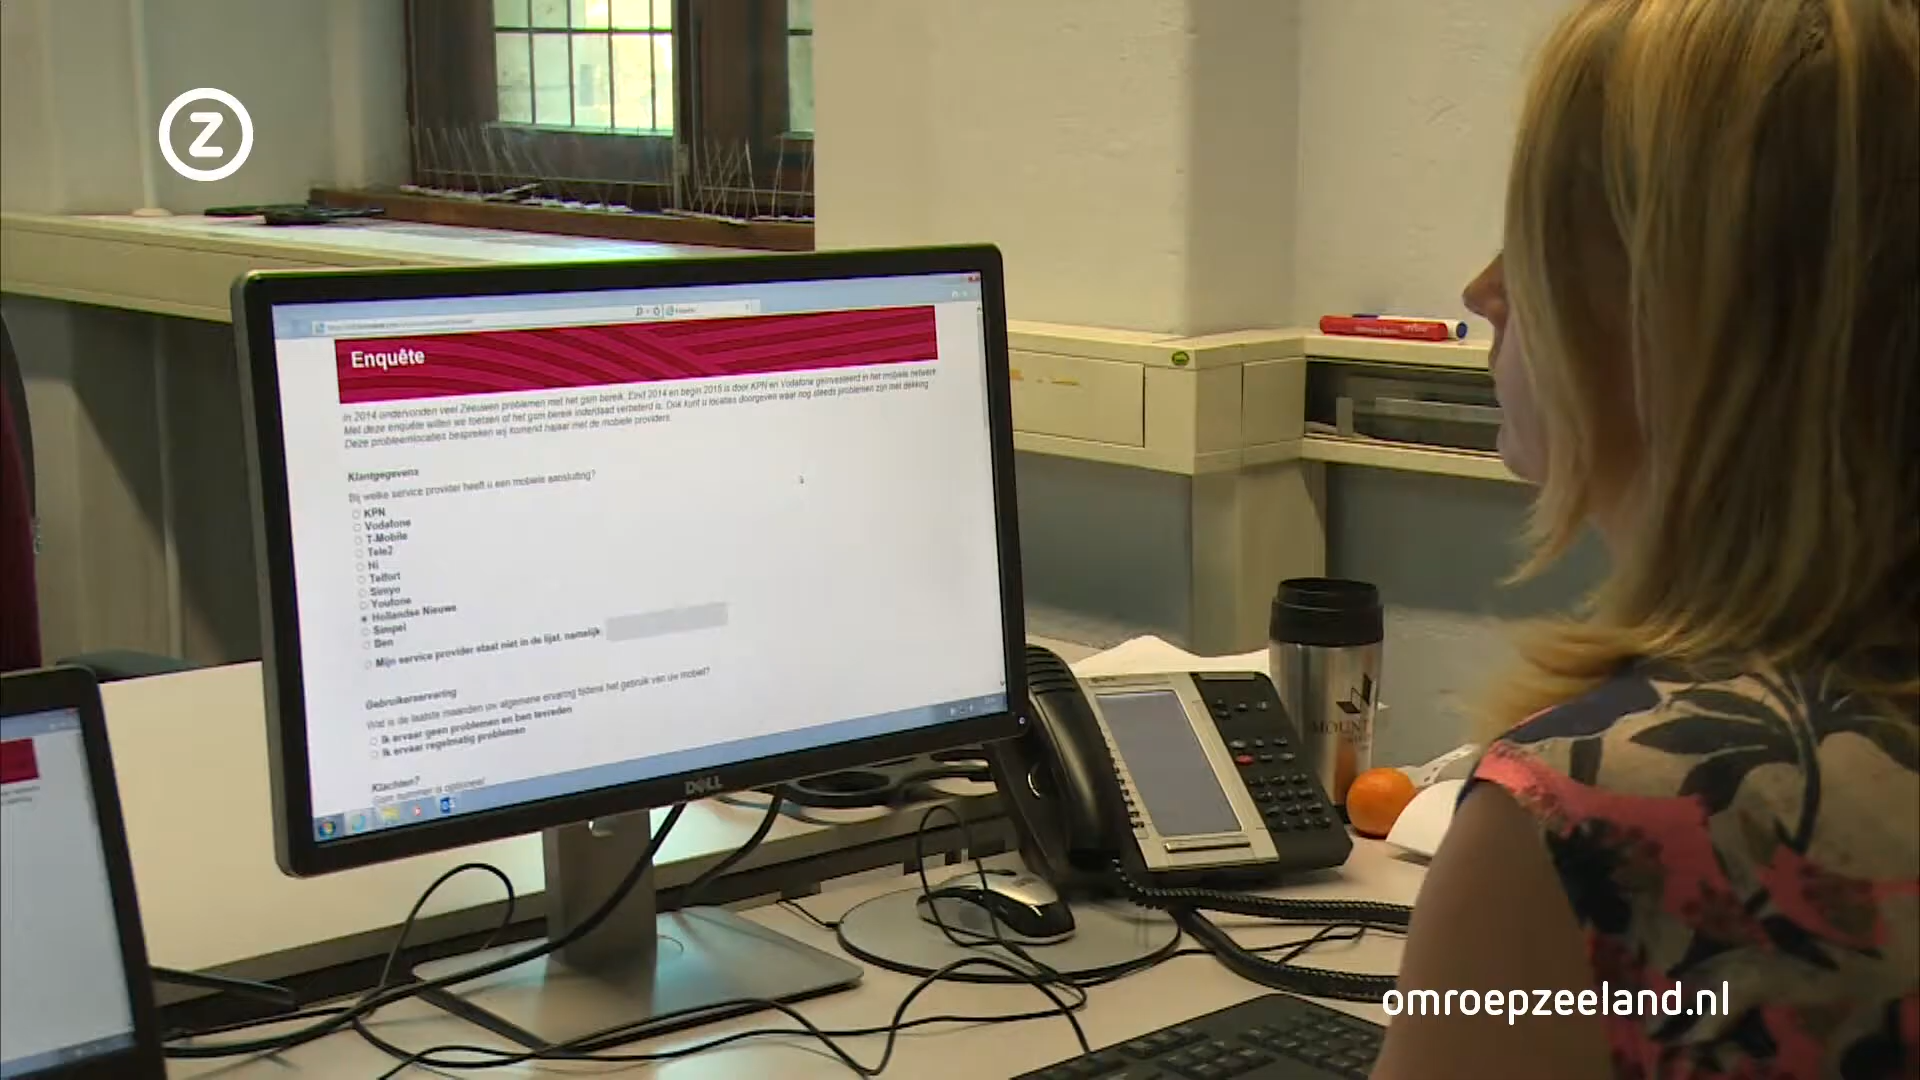 Z
Enquête
In 2014 ondervonden veel Zeeuwen problemen met het gsm bereik. Eind 2014 en begin 2015 is door KPN en Vodafone geïnvesteerd in het mobiele netwerk
Met deze enquête willen we toetsen of het gsm bereik inderdaad verbeterd is. Ook kunt u locaties doorgeven waar nog steeds problemen zijn met dekking
Deze probleemlocaties bespreken wij komend najaar met de mobiele providers.
Klantgegevens
Bij welke service provider heeft u een mobiele aansluiting?
KPN
Vodafone
T-Mobile
Tele2
Hi
Telfort
Simyo
Youfone
Hollandse Nieuwe
Simpel
Ben
Mijn service provider staat niet in de lijst, namelijk:
Gebruikerservaring
Wat is de laatste maanden uw algemene ervaring tijdens het gebruik van uw mobiel?
Ik ervaar geen problemen en ben tevreden
Ik ervaar regelmatig problemen
Klachten?
Gsm nummer is optioneel
DELL
omroepzeeland.nl